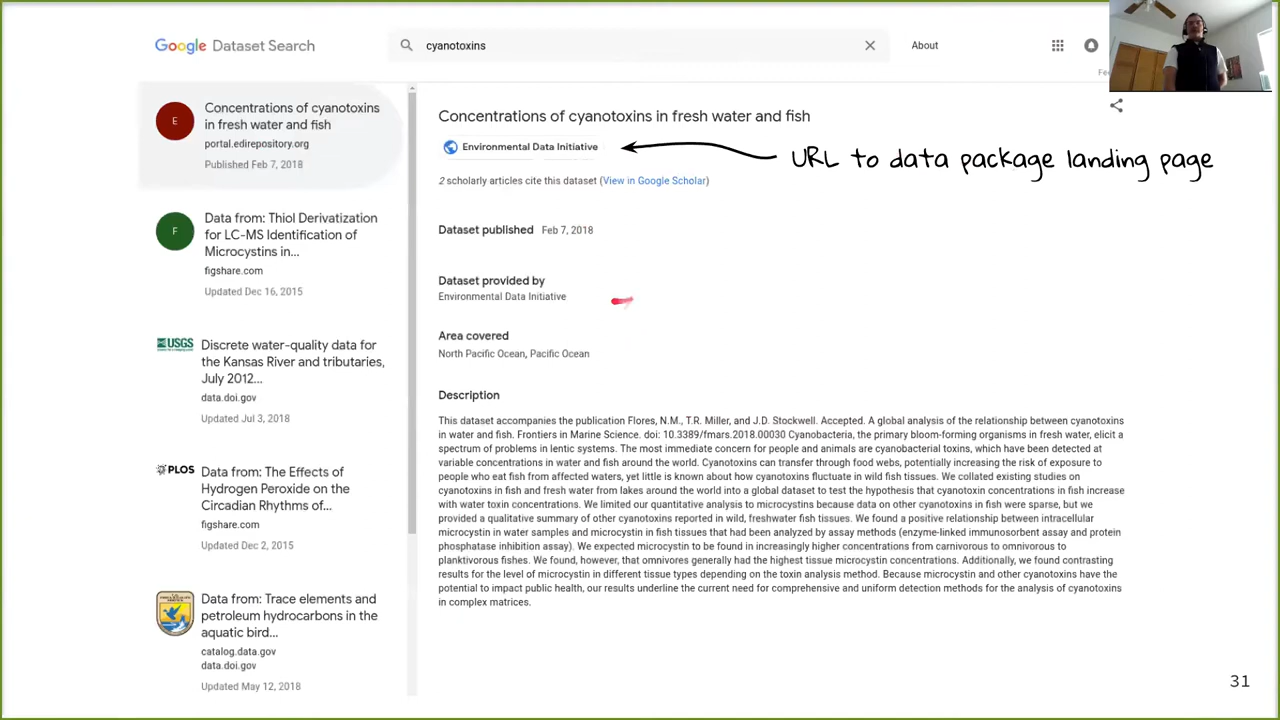 Google Dataset Search
cyanotoxins
About
E
Concentrations of cyanotoxins
in fresh water and fish
portal.edirepository.org
Published Feb 7, 2018
F
Data from: Thiol Derivatization
for LC-MS Identification of
Microcystins in...
figshare.com
Updated Dec 16, 2015
USGS
Discrete water-quality data for
the Kansas River and tributaries,
July 2012...
data.doi.gov
Updated Jul 3, 2018
PLOS
Data from: The Effects of
Hydrogen Peroxide on the
Circadian Rhythms of...
figshare.com
Updated Dec 2, 2015
Data from: Trace elements and
petroleum hydrocarbons in the
aquatic bird...
catalog.data.gov
data.doi.gov
Updated May 12, 2018
Concentrations of cyanotoxins in fresh water and fish
Environmental Data Initiative
URL to data package landing page
2 scholarly articles cite this dataset (View in Google Scholar)
Dataset published Feb 7, 2018
Dataset provided by
Environmental Data Initiative
Area covered
North Pacific Ocean, Pacific Ocean
Description
This dataset accompanies the publication Flores, N.M., T.R. Miller, and J.D. Stockwell. Accepted. A global analysis of the relationship between cyanotoxins
in water and fish. Frontiers in Marine Science. doi: 10.3389/fmars.2018.00030 Cyanobacteria, the primary bloom-forming organisms in fresh water, elicit a
spectrum of problems in lentic systems. The most immediate concern for people and animals are cyanobacterial toxins, which have been detected at
variable concentrations in water and fish around the world. Cyanotoxins can transfer through food webs, potentially increasing the risk of exposure to
people who eat fish from affected waters, yet little is known about how cyanotoxins fluctuate in wild fish tissues. We collated existing studies on
cyanotoxins in fish and fresh water from lakes around the world into a global dataset to test the hypothesis that cyanotoxin concentrations in fish increase
with water toxin concentrations. We limited our quantitative analysis to microcystins because data on other cyanotoxins in fish were sparse, but we
provided a qualitative summary of other cyanotoxins reported in wild, freshwater fish tissues. We found a positive relationship between intracellular
microcystin in water samples and microcystin in fish tissues that had been analyzed by assay methods (enzyme-linked immunosorbent assay and protein
phosphatase inhibition assay). We expected microcystin to be found in increasingly higher concentrations from carnivorous to omnivorous to
planktivorous fishes. We found, however, that omnivores generally had the highest tissue microcystin concentrations. Additionally, we found contrasting
results for the level of microcystin in different tissue types depending on the toxin analysis method. Because microcystin and other cyanotoxins have the
potential to impact public health, our results underline the current need for comprehensive and uniform detection methods for the analysis of cyanotoxins
in complex matrices.
31